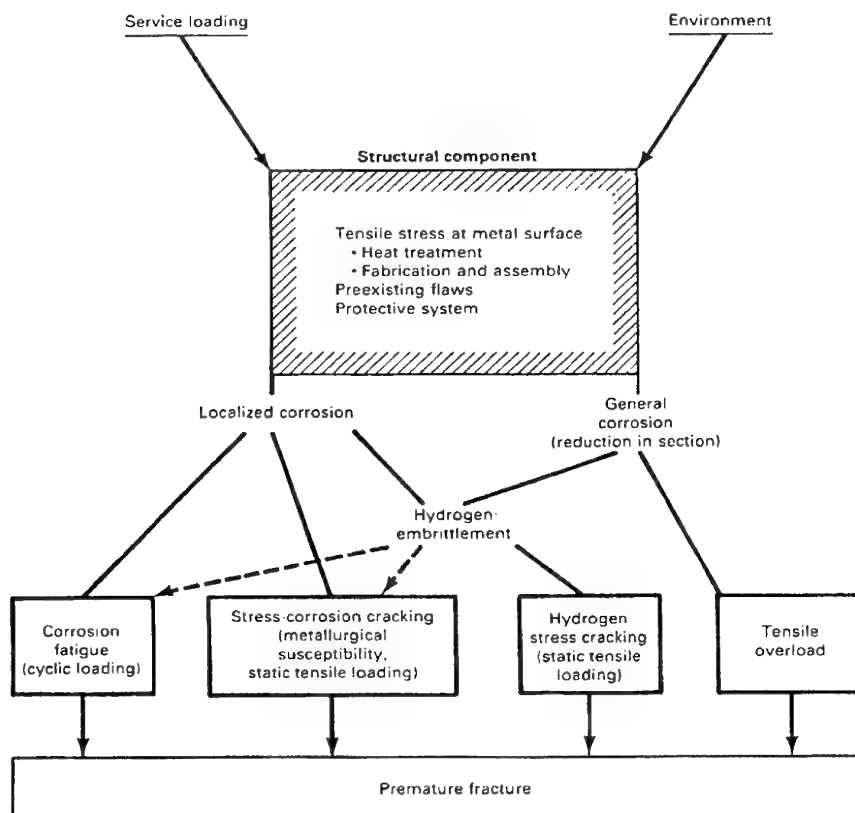 Service loading
Environment
Structural component
Tensile stress at metal surface
• Heat treatment
• Fabrication and assembly
Preexisting flaws
Protective system
Localized corrosion
General
corrosion
(reduction in section)
Hydrogen-
embrittlement
Corrosion
fatigue
(cyclic loading)
Stress-corrosion cracking
(metallurgical
susceptibility,
static tensile loading)
Hydrogen
stress cracking
(static tensile
loading)
Tensile
overload
Premature fracture